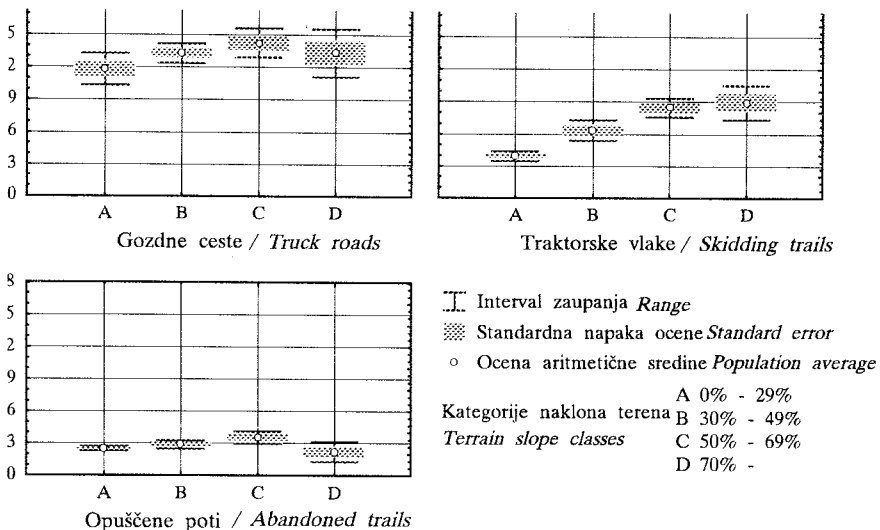 5
2
9
6
3
0
A B C D
Gozdne ceste / Truck roads
A B C D
Traktorske vlake / Skidding trails
8
5
2
9
6
3
0
A B C D
Opuščene poti / Abandoned trails
Interval zaupanja Range
Standardna napaka ocene Standard error
Ocena aritmetične sredine Population average
Kategorije naklona terena
Terrain slope classes
A 0% - 29%
B 30% - 49%
C 50% - 69%
D 70% -